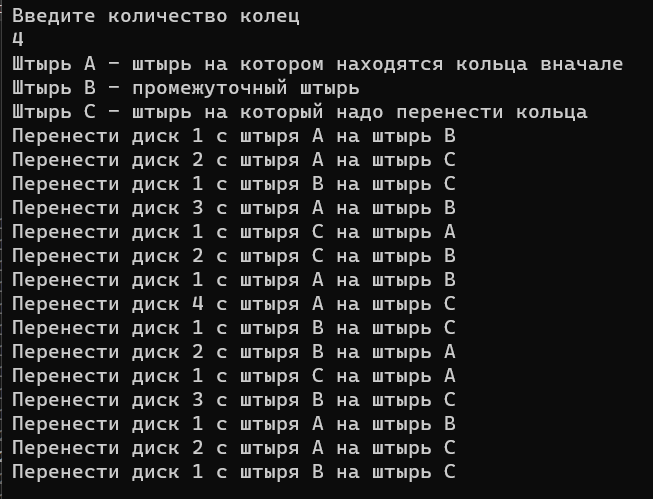 Введите количество колец
4
Штырь A - штырь на котором находятся кольца вначале
Штырь B - промежуточный штырь
Штырь C - штырь на который надо перенести кольца
Перенести диск 1 с штыря A на штырь B
Перенести диск 2 с штыря A на штырь C
Перенести диск 1 с штыря B на штырь C
Перенести диск 3 с штыря A на штырь B
Перенести диск 1 с штыря C на штырь A
Перенести диск 2 с штыря C на штырь B
Перенести диск 1 с штыря A на штырь B
Перенести диск 4 с штыря A на штырь C
Перенести диск 1 с штыря B на штырь C
Перенести диск 2 с штыря B на штырь A
Перенести диск 1 с штыря C на штырь A
Перенести диск 3 с штыря B на штырь C
Перенести диск 1 с штыря A на штырь B
Перенести диск 2 с штыря A на штырь C
Перенести диск 1 с штыря B на штырь C